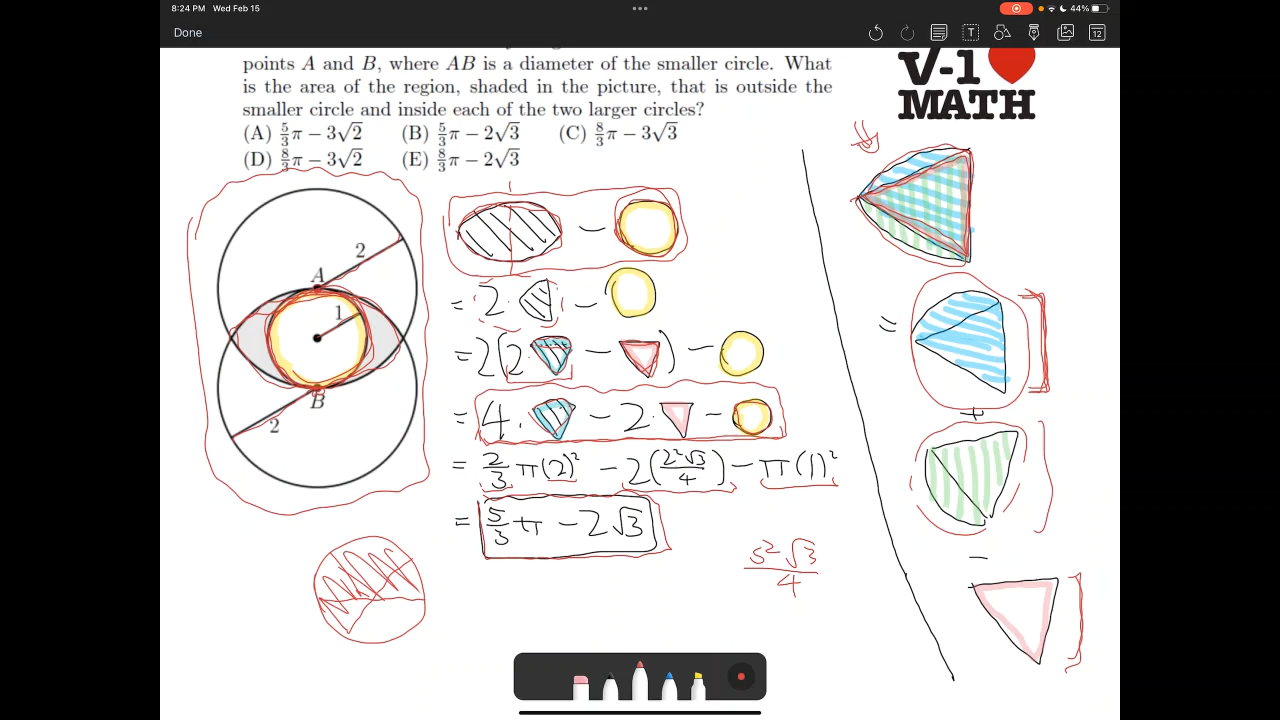 8:24 PM Wed Feb 15
44%
Done
12
points A and B, where AB is a diameter of the smaller circle. What
is the area of the region, shaded in the picture, that is outside the
smaller circle and inside each of the two larger circles?
(A) 5/3π − 3√2 (B) 5/3π − 2√3 (C) 8/3π − 3√3
(D) 8/3π − 3√2 (E) 8/3π − 2√3
V-1
MATH
2
A
1
B
2
−
= 2 · −
= 2(2 · − ) − 
= 4 · − 2 · −
= 2/3 π(2)² − 2(2²√3/4) − π(1)²
= 5/3 π − 2√3
s²√3/4
=
+
−